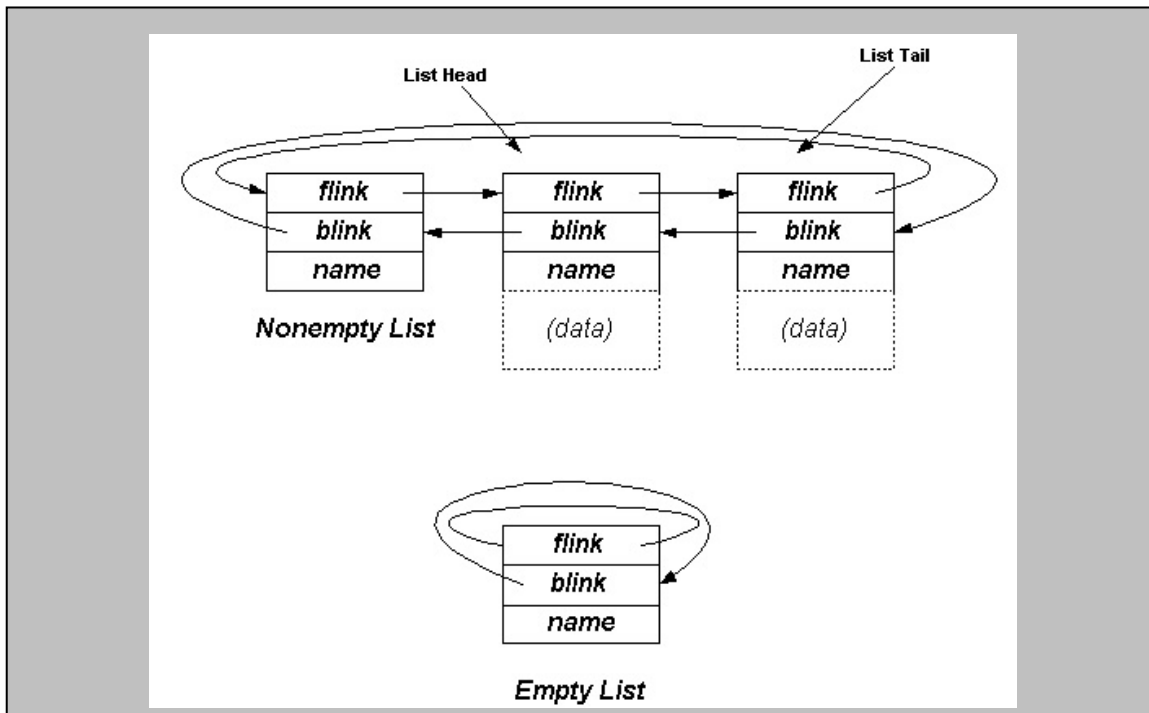 List Head
List Tail
flink
flink
flink
blink
blink
blink
name
name
name
Nonempty List
(data)
(data)
flink
blink
name
Empty List